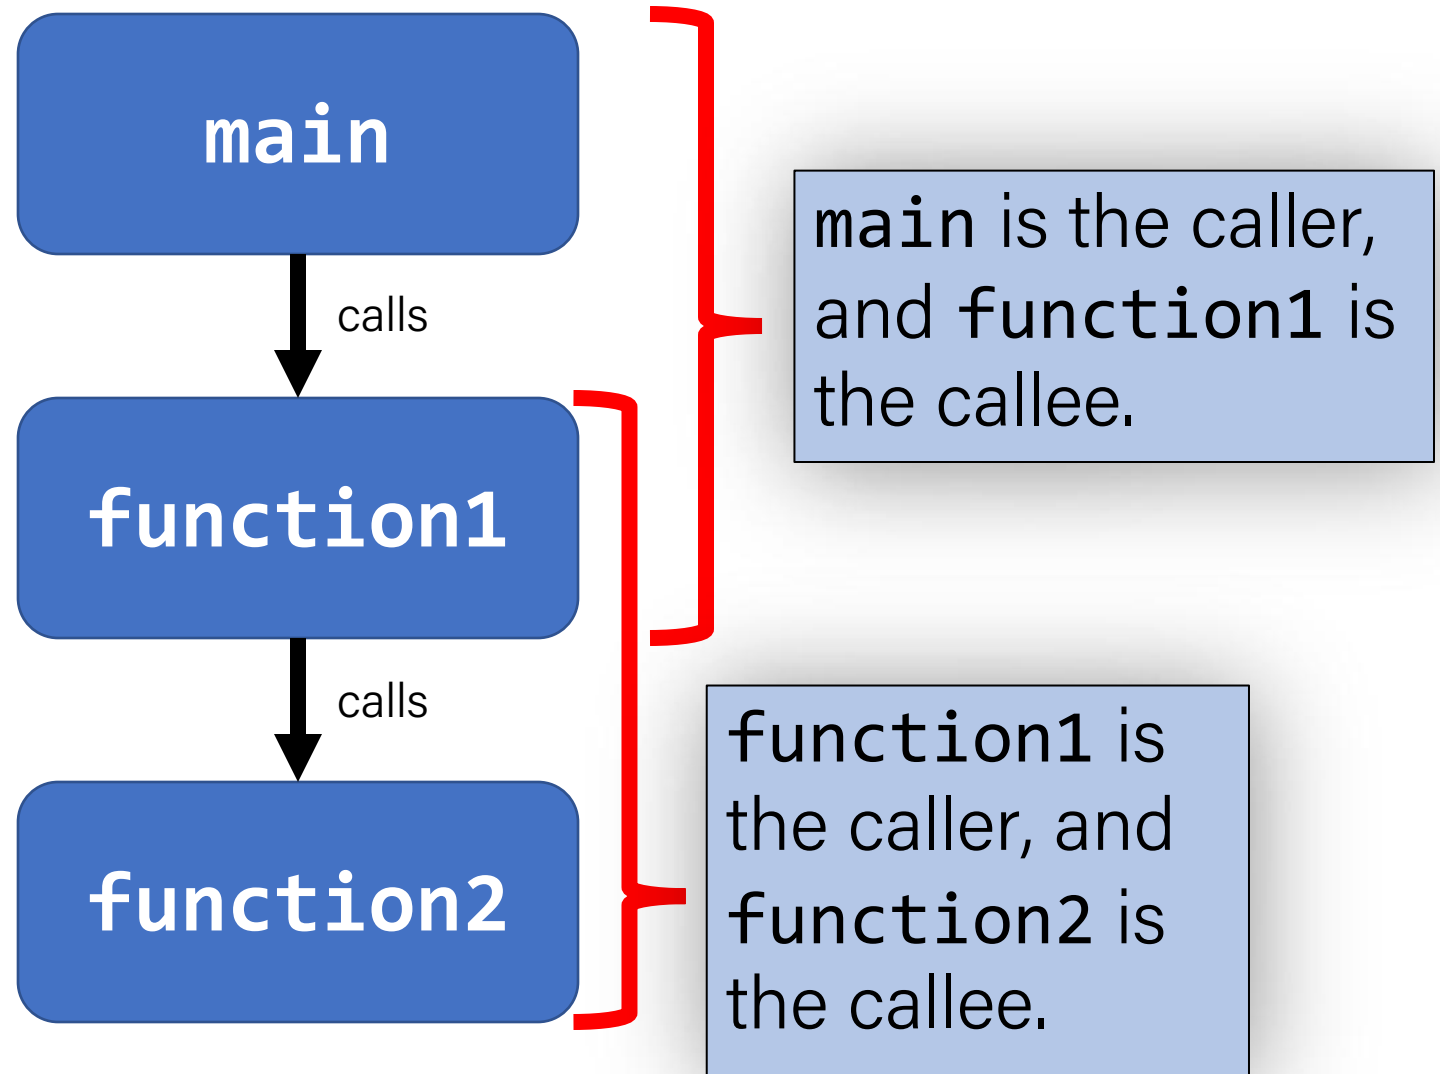 main
calls
function1
calls
function2
main is the caller,
and function1 is
the callee.
function1 is
the caller, and
function2 is
the callee.